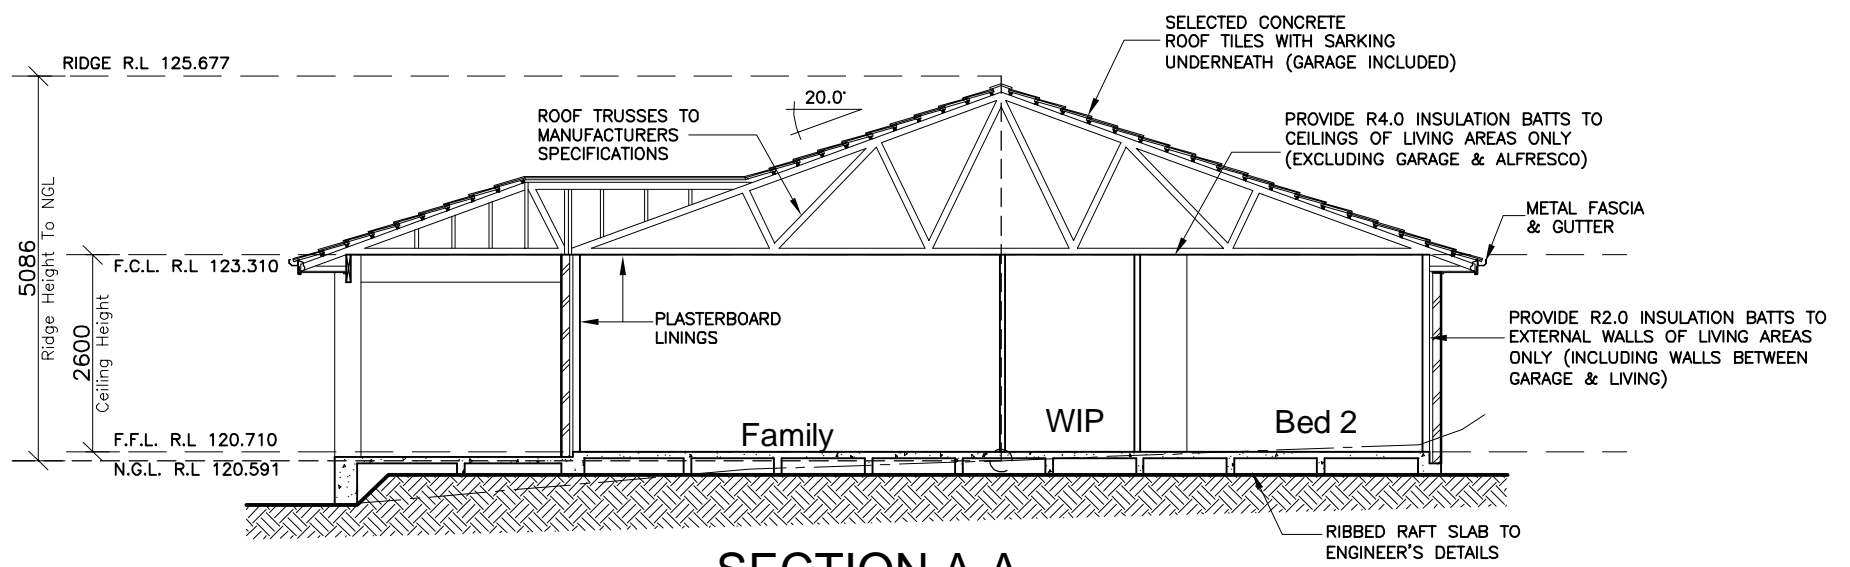 SELECTED CONCRETE
ROOF TILES WITH SARKING
UNDERNEATH (GARAGE INCLUDED)
RIDGE R.L 125.677
20.0°
ROOF TRUSSES TO
MANUFACTURERS
SPECIFICATIONS
PROVIDE R4.0 INSULATION BATTS TO
CEILINGS OF LIVING AREAS ONLY
(EXCLUDING GARAGE & ALFRESCO)
METAL FASCIA
& GUTTER
5086
Ridge Height To NGL
F.C.L. R.L 123.310
2600
Ceiling Height
PLASTERBOARD
LININGS
PROVIDE R2.0 INSULATION BATTS TO
EXTERNAL WALLS OF LIVING AREAS
ONLY (INCLUDING WALLS BETWEEN
GARAGE & LIVING)
Family
WIP
Bed 2
F.F.L. R.L 120.710
N.G.L. R.L 120.591
RIBBED RAFT SLAB TO
ENGINEER'S DETAILS
SECTION A-A